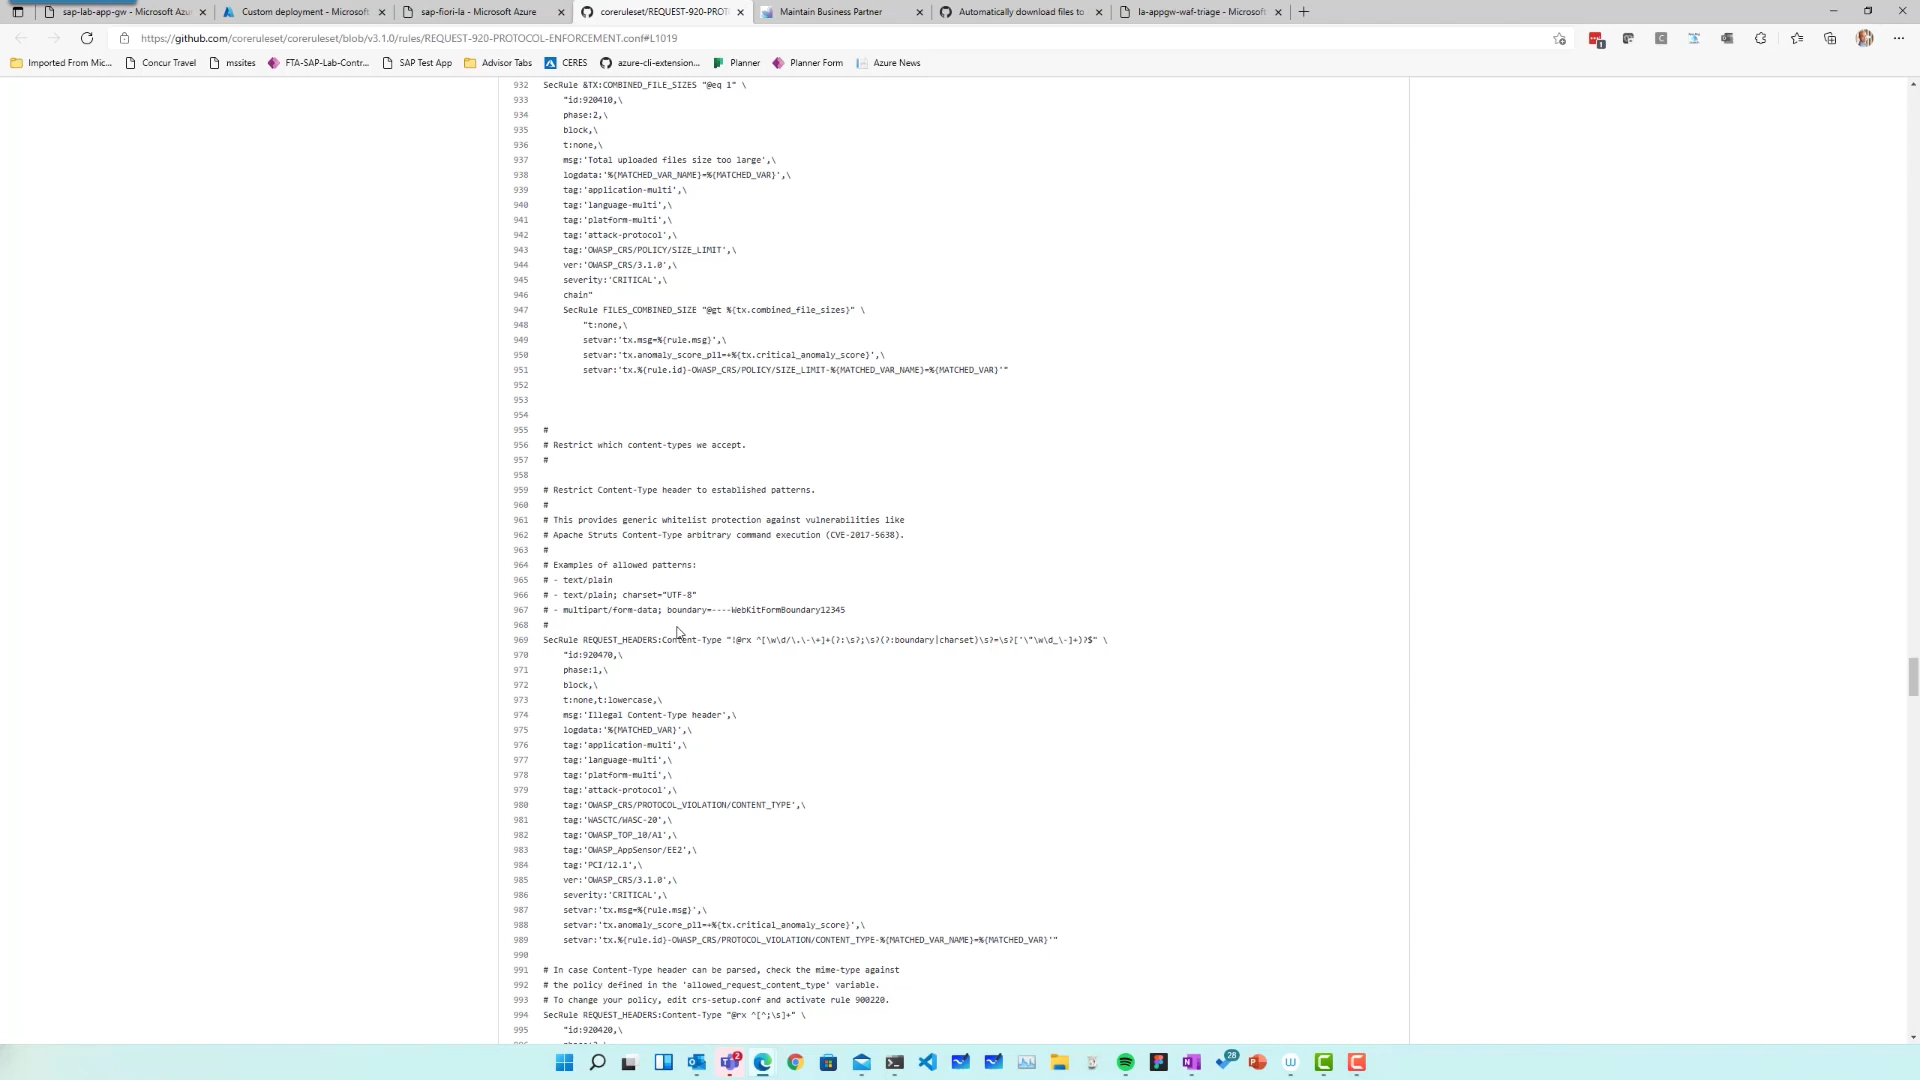 sap-lab-app-gw - Microsoft Azu
Custom deployment - Microsoft
sap-fiori-la - Microsoft Azure
coreruleset/REQUEST-920-PROT
Maintain Business Partner
Automatically download files to
la-appgw-waf-triage - Microsoft
https://github.com/coreruleset/coreruleset/blob/v3.1.0/rules/REQUEST-920-PROTOCOL-ENFORCEMENT.conf#L1019
Imported From Mic...
Concur Travel
mssites
FTA-SAP-Lab-Contr...
SAP Test App
Advisor Tabs
CERES
azure-cli-extension...
Planner
Planner Form
Azure News
932 SecRule &TX:COMBINED_FILE_SIZES "@eq 1" \
933 "id:920410,\
934 phase:2,\
935 block,\
936 t:none,\
937 msg:'Total uploaded files size too large',\
938 logdata:'%{MATCHED_VAR_NAME}=%{MATCHED_VAR}',\
939 tag:'application-multi',\
940 tag:'language-multi',\
941 tag:'platform-multi',\
942 tag:'attack-protocol',\
943 tag:'OWASP_CRS/POLICY/SIZE_LIMIT',\
944 ver:'OWASP_CRS/3.1.0',\
945 severity:'CRITICAL',\
946 chain"
947 SecRule FILES_COMBINED_SIZE "@gt %{tx.combined_file_sizes}" \
948 "t:none,\
949 setvar:'tx.msg=%{rule.msg}',\
950 setvar:'tx.anomaly_score_pl1=+%{tx.critical_anomaly_score}',\
951 setvar:'tx.%{rule.id}-OWASP_CRS/POLICY/SIZE_LIMIT-%{MATCHED_VAR_NAME}=%{MATCHED_VAR}'"
952
953
954
955 #
956 # Restrict which content-types we accept.
957 #
958
959 # Restrict Content-Type header to established patterns.
960 #
961 # This provides generic whitelist protection against vulnerabilities like
962 # Apache Struts Content-Type arbitrary command execution (CVE-2017-5638).
963 #
964 # Examples of allowed patterns:
965 # - text/plain
966 # - text/plain; charset="UTF-8"
967 # - multipart/form-data; boundary=----WebKitFormBoundary12345
968 #
969 SecRule REQUEST_HEADERS:Content-Type "!@rx ^[\w\d/\.\-\+]+(?:\s?;\s?(?:boundary|charset)\s?=\s?['\"\w\d_\-]+)?$" \
970 "id:920470,\
971 phase:1,\
972 block,\
973 t:none,t:lowercase,\
974 msg:'Illegal Content-Type header',\
975 logdata:'%{MATCHED_VAR}',\
976 tag:'application-multi',\
977 tag:'language-multi',\
978 tag:'platform-multi',\
979 tag:'attack-protocol',\
980 tag:'OWASP_CRS/PROTOCOL_VIOLATION/CONTENT_TYPE',\
981 tag:'WASCTC/WASC-20',\
982 tag:'OWASP_TOP_10/A1',\
983 tag:'OWASP_AppSensor/EE2',\
984 tag:'PCI/12.1',\
985 ver:'OWASP_CRS/3.1.0',\
986 severity:'CRITICAL',\
987 setvar:'tx.msg=%{rule.msg}',\
988 setvar:'tx.anomaly_score_pl1=+%{tx.critical_anomaly_score}',\
989 setvar:'tx.%{rule.id}-OWASP_CRS/PROTOCOL_VIOLATION/CONTENT_TYPE-%{MATCHED_VAR_NAME}=%{MATCHED_VAR}'"
990
991 # In case Content-Type header can be parsed, check the mime-type against
992 # the policy defined in the 'allowed_request_content_type' variable.
993 # To change your policy, edit crs-setup.conf and activate rule 900220.
994 SecRule REQUEST_HEADERS:Content-Type "@rx ^[^;\s]+" \
995 "id:920420,\
2
28